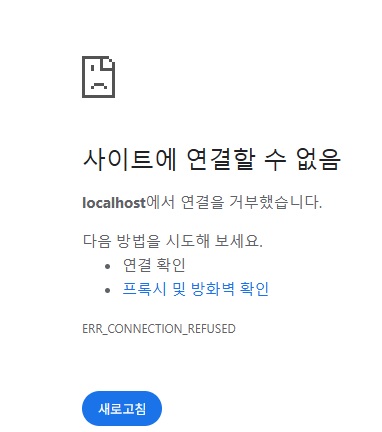 사이트에 연결할 수 없음
localhost에서 연결을 거부했습니다.
다음 방법을 시도해 보세요.
연결 확인
프록시 및 방화벽 확인
ERR_CONNECTION_REFUSED
새로고침